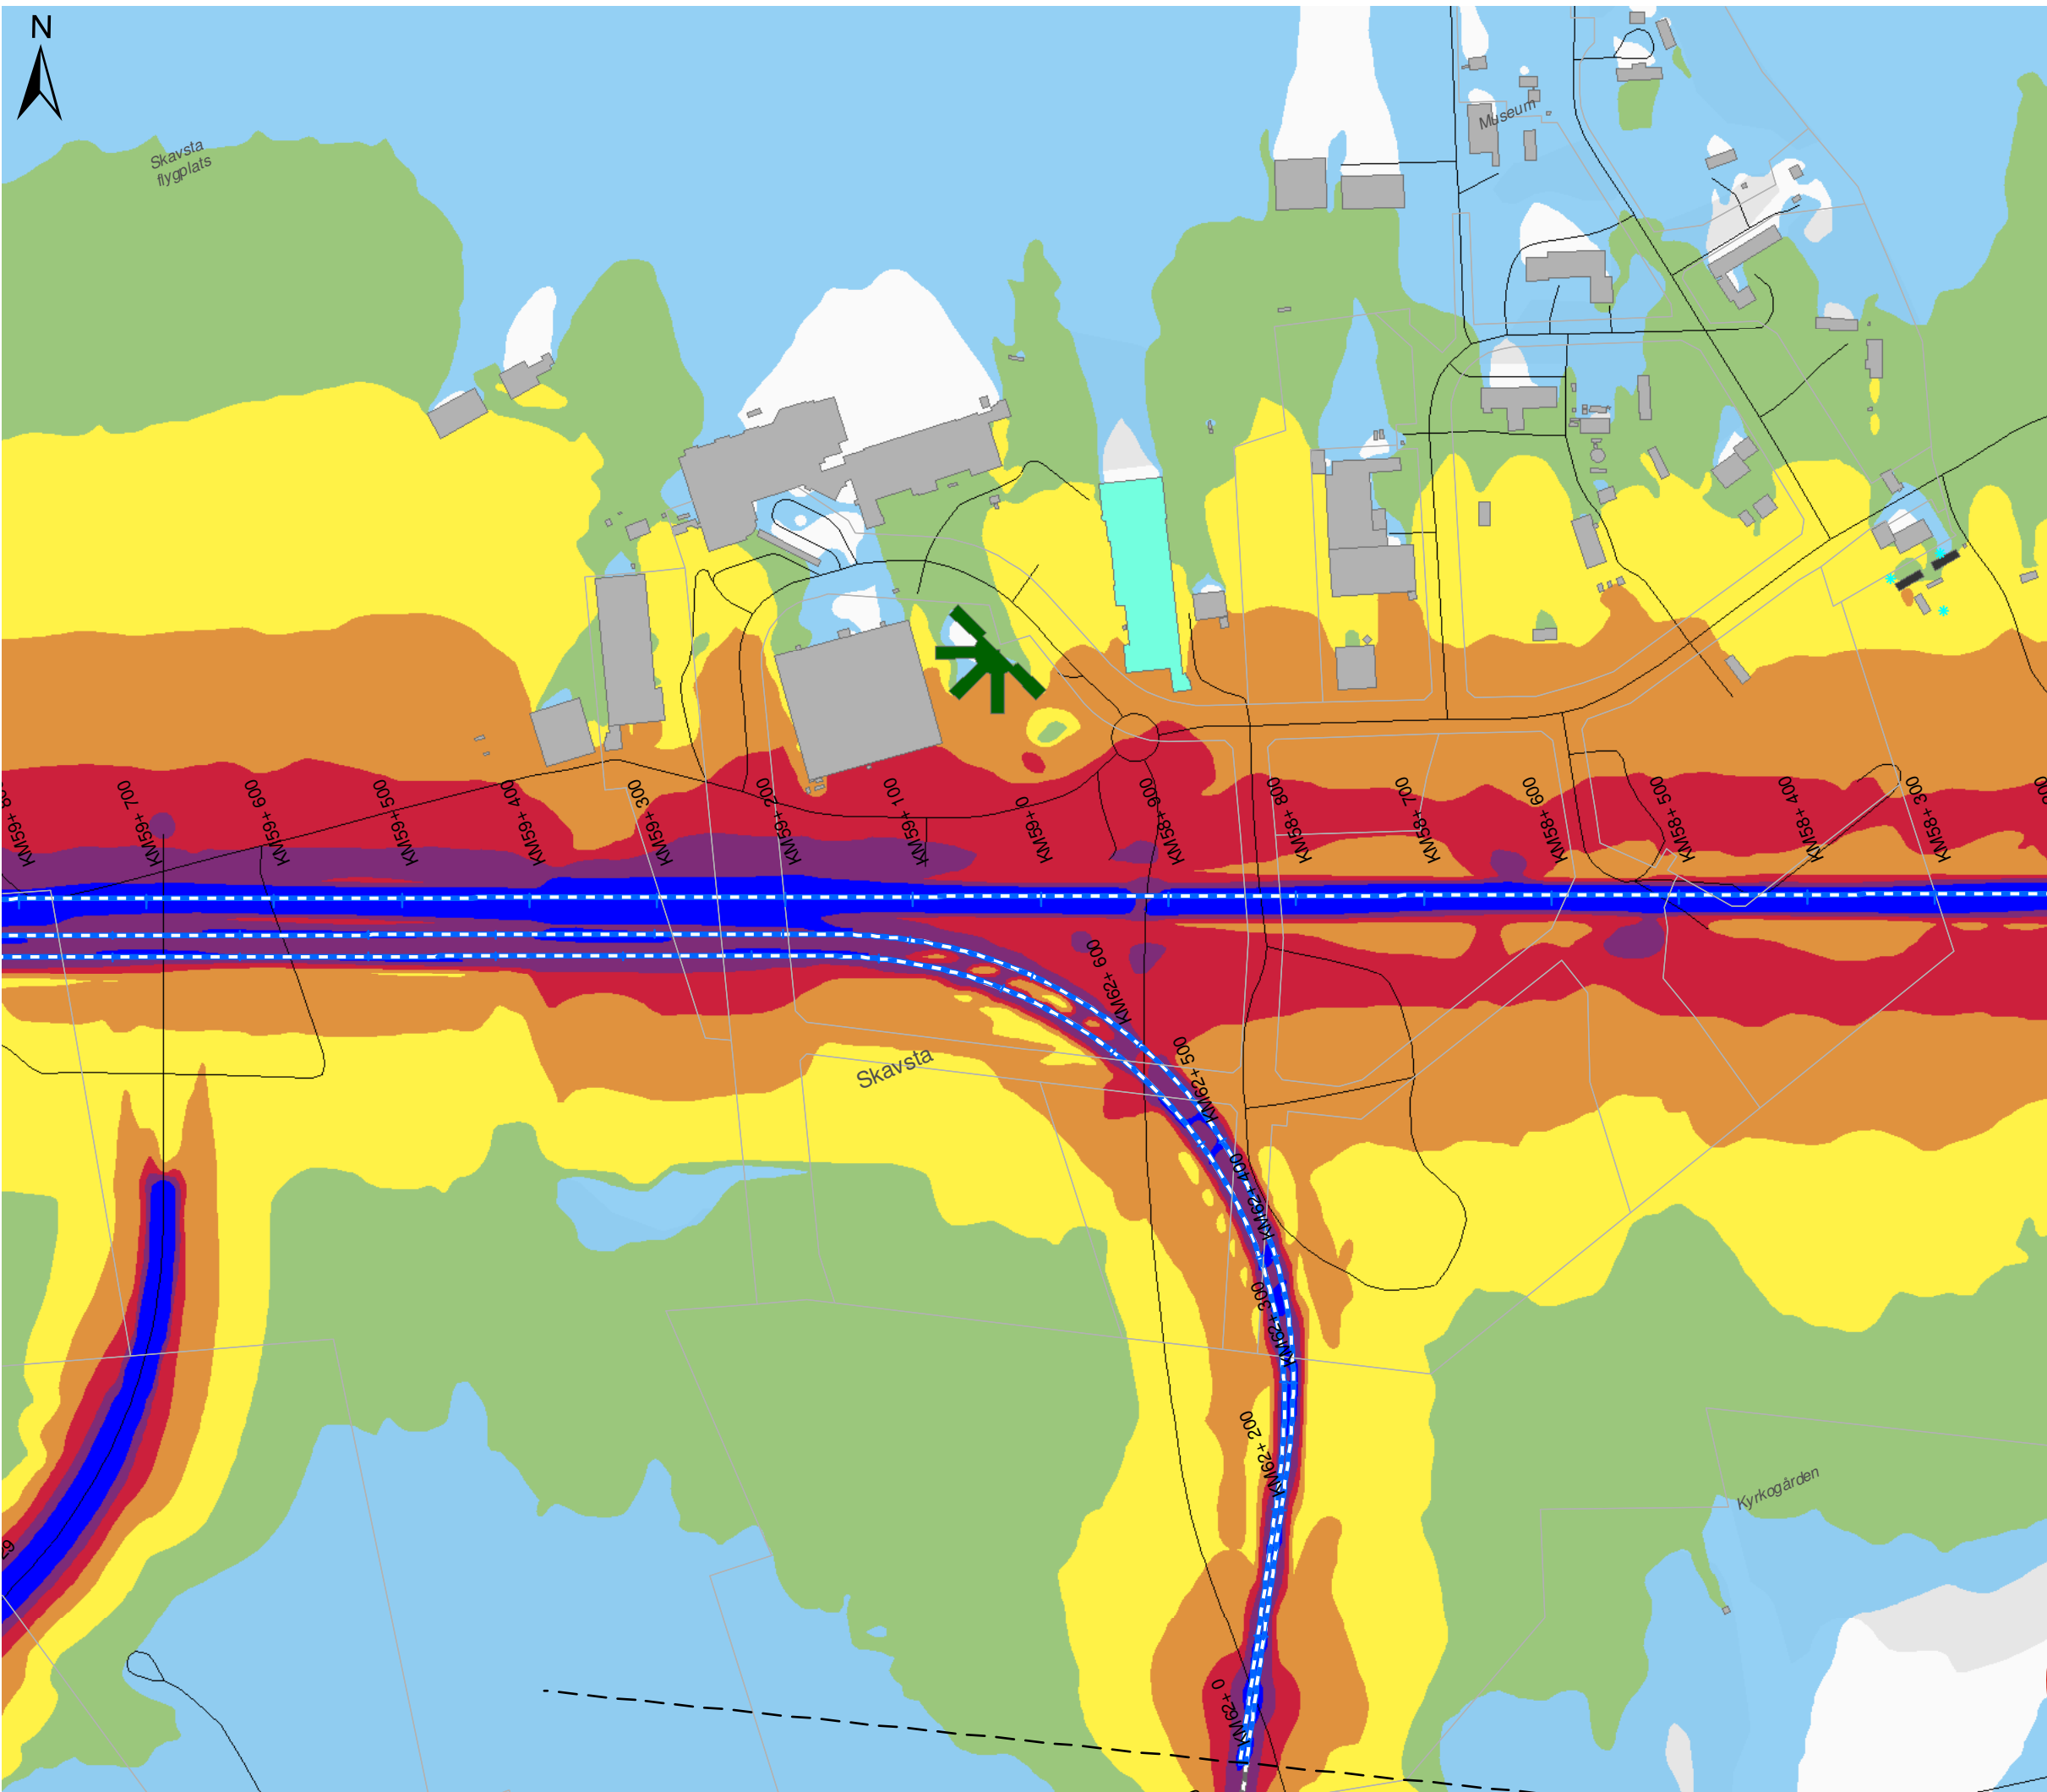 N
Museum
Skavsta
flygplats
KM59+ 700
KM59+ 600
KM59+ 500
KM59+ 400
KM59+ 300
KM59+ 200
KM59+ 100
KM59+ 0
KM58+ 900
KM58+ 800
KM58+ 700
KM58+ 600
KM58+ 500
KM58+ 400
KM58+ 300
KM62+ 600
KM62+ 500
Skavsta
KM62+ 400
KM62+ 300
KM62+ 200
Kyrkogården
KM62+ 0